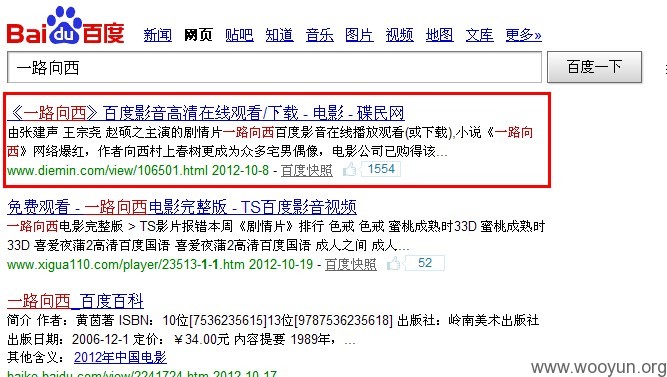 Bai du 百度 新闻 网页 贴吧 知道 音乐 图片 视频 地图 文库 更多»
一路向西 百度一下
《一路向西》百度影音高清在线观看/下载 - 电影 - 碟民网
由张建声 王宗尧 赵硕之主演的剧情片一路向西百度影音在线播放观看(或下载),小说《一路向
西》网络爆红，作者向西村上春树更成为众多宅男偶像，电影公司已购得该...
www.diemin.com/view/106501.html 2012-10-8 - 百度快照 1554
免费观看 - 一路向西电影完整版 - TS百度影音视频
一路向西电影完整版 > TS影片报错本周《剧情片》排行 色戒 色戒 蜜桃成熟时33D 蜜桃成熟时
33D 喜爱夜蒲2高清百度国语 喜爱夜蒲2高清百度国语 成人之间 成人...
www.xigua110.com/player/23513-1-1.htm 2012-10-19 - 百度快照 52
一路向西_百度百科
简介 作者：黄茵著 ISBN：10位[7536235615]13位[9787536235618] 出版社：岭南美术出版社
出版日期：2006-12-1 定价：￥34.00元 内容提要 1989年，...
其他含义： 2012年中国电影
baike.baidu.com/view/2241724.htm 2012-10-17
www.wooyun.org